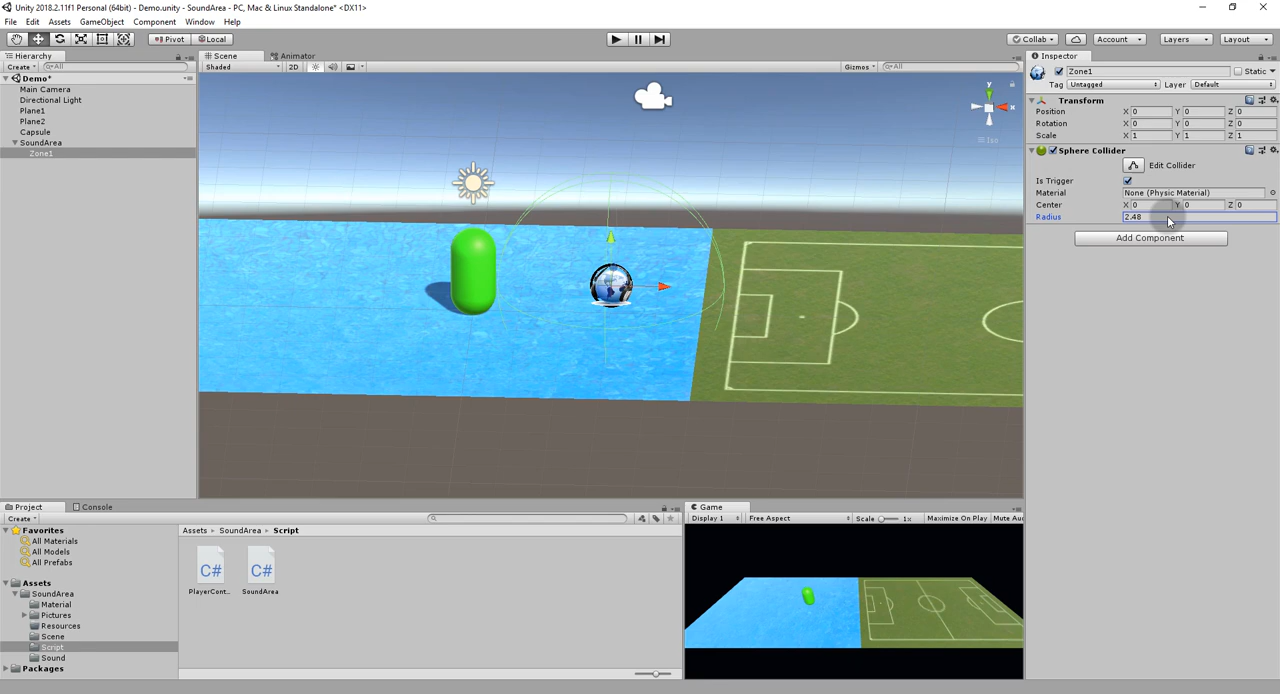 Unity 2018.2.11f1 Personal (64bit) - Demo.unity - SoundArea - PC, Mac & Linux Standalone* <DX11>
File Edit Assets GameObject Component Window Help
Pivot Local Collab Account Layers Layout
Hierarchy
Create All
Demo*
Main Camera
Directional Light
Plane1
Plane2
Capsule
SoundArea
Zone1
Scene Animator
Shaded 2D Gizmos All
y
x
Iso
Inspector
Zone1 Static
Tag Untagged Layer Default
Transform
Position X 0 Y 0 Z 0
Rotation X 0 Y 0 Z 0
Scale X 1 Y 1 Z 1
Sphere Collider
Edit Collider
Is Trigger
Material None (Physic Material)
Center X 0 Y 0 Z 0
Radius 2.48
Add Component
Project Console
Create
Favorites
All Materials
All Models
All Prefabs
Assets
SoundArea
Material
Pictures
Resources
Scene
Script
Sound
Packages
Assets SoundArea Script
C# C#
PlayerCont... SoundArea
Game
Display 1 Free Aspect Scale 1x Maximize On Play Mute Au